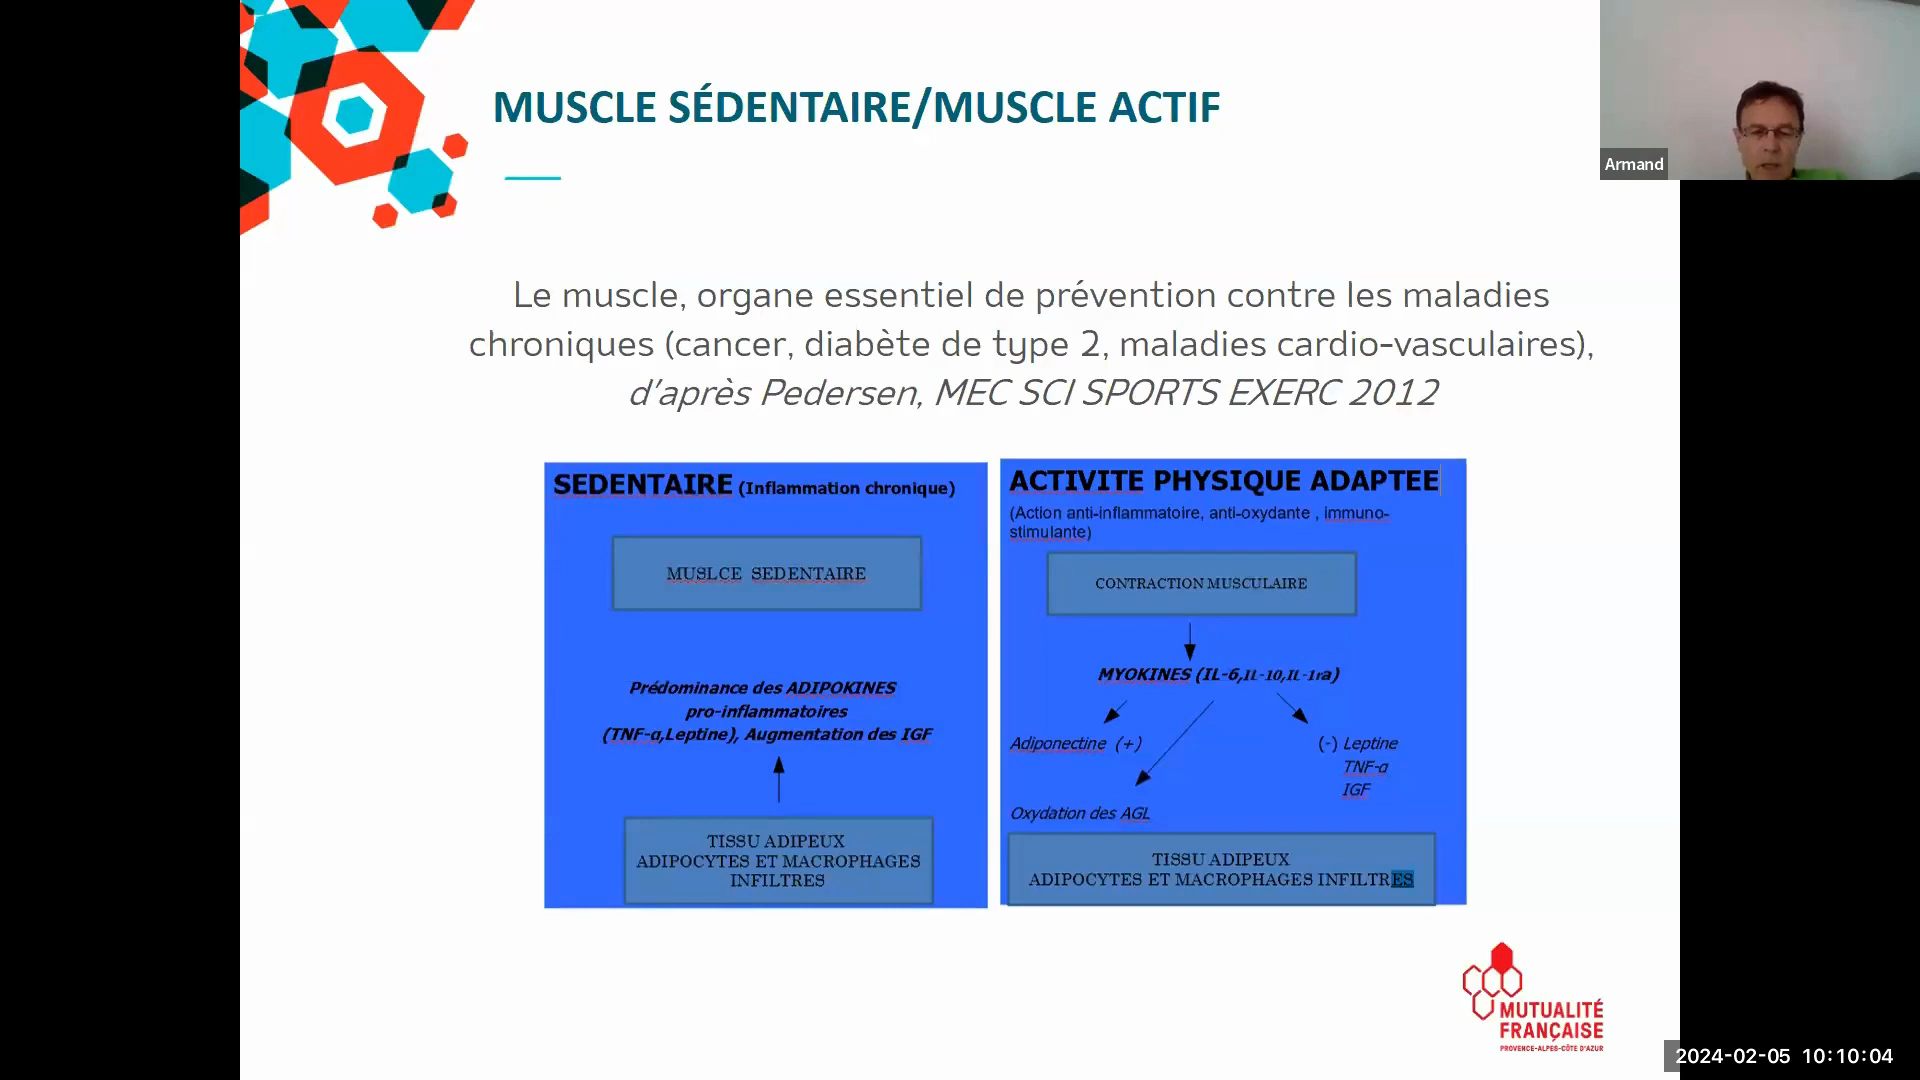 MUSCLE SÉDENTAIRE/MUSCLE ACTIF
Armand
Le muscle, organe essentiel de prévention contre les maladies
chroniques (cancer, diabète de type 2, maladies cardio-vasculaires),
d'après Pedersen, MEC SCI SPORTS EXERC 2012
SEDENTAIRE (Inflammation chronique)
MUSLCE SEDENTAIRE
Prédominance des ADIPOKINES
pro-inflammatoires
(TNF-α,Leptine), Augmentation des IGF
TISSU ADIPEUX
ADIPOCYTES ET MACROPHAGES
INFILTRES
ACTIVITE PHYSIQUE ADAPTEE
(Action anti-inflammatoire, anti-oxydante , immuno-
stimulante)
CONTRACTION MUSCULAIRE
MYOKINES (IL-6,IL-10,IL-1ra)
Adiponectine (+)
(-) Leptine
TNF-α
IGF
Oxydation des AGL
TISSU ADIPEUX
ADIPOCYTES ET MACROPHAGES INFILTRES
MUTUALITÉ
FRANÇAISE
PROVENCE-ALPES-CÔTE D'AZUR
2024-02-05 10:10:04